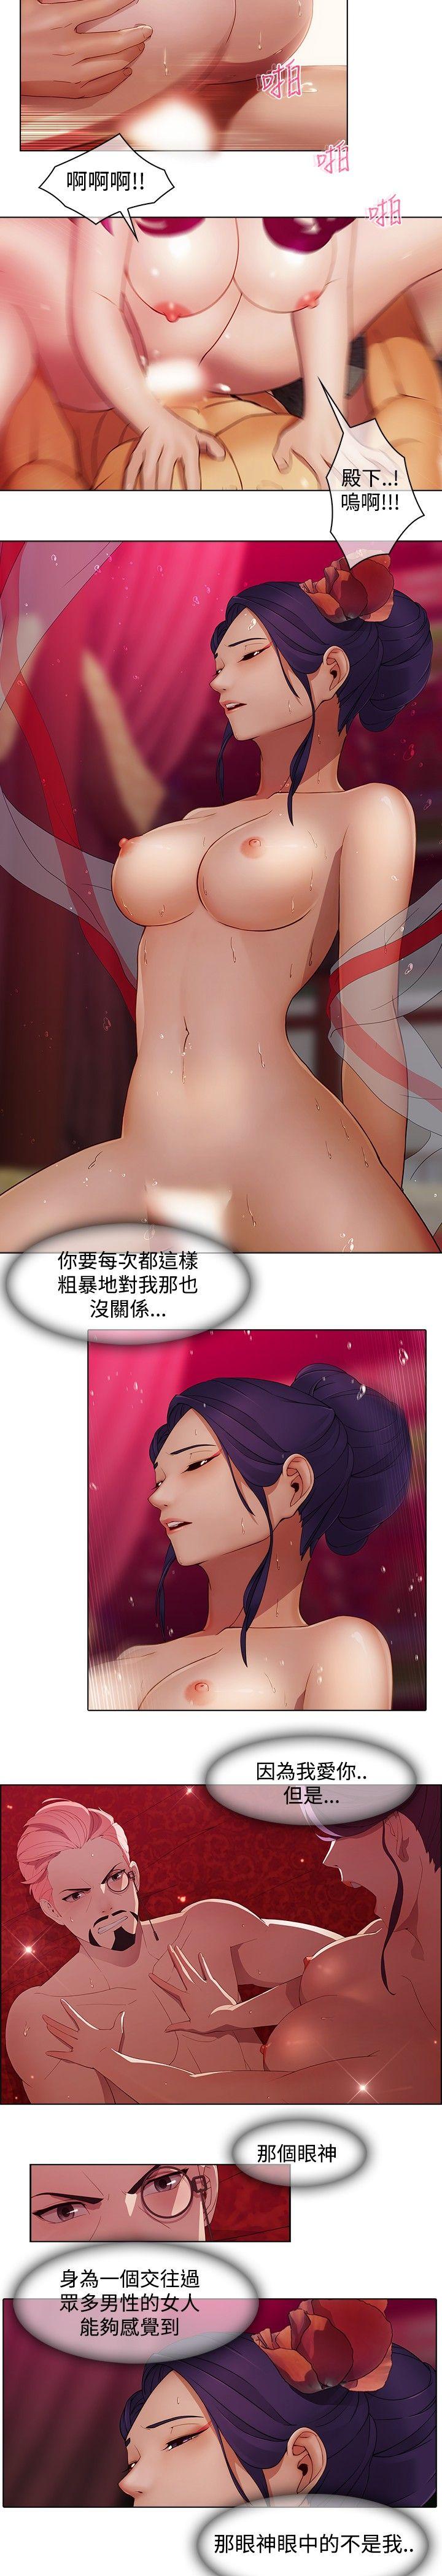 啪
啪
啊啊啊!!
啪
殿下..!
嗚啊!!!
你要每次都這樣
粗暴地對我那也
沒關係...
因為我愛你..
但是...
那個眼神
身為一個交往過
眾多男性的女人
能夠感覺到
那眼神眼中的不是我..